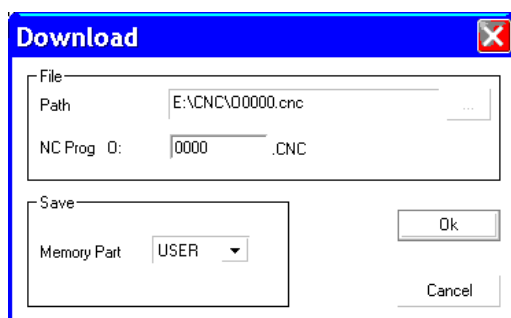 Download
File
Path E:\CNC\O0000.cnc ...
NC Prog O: 0000 .CNC
Save
Memory Part USER
Ok
Cancel